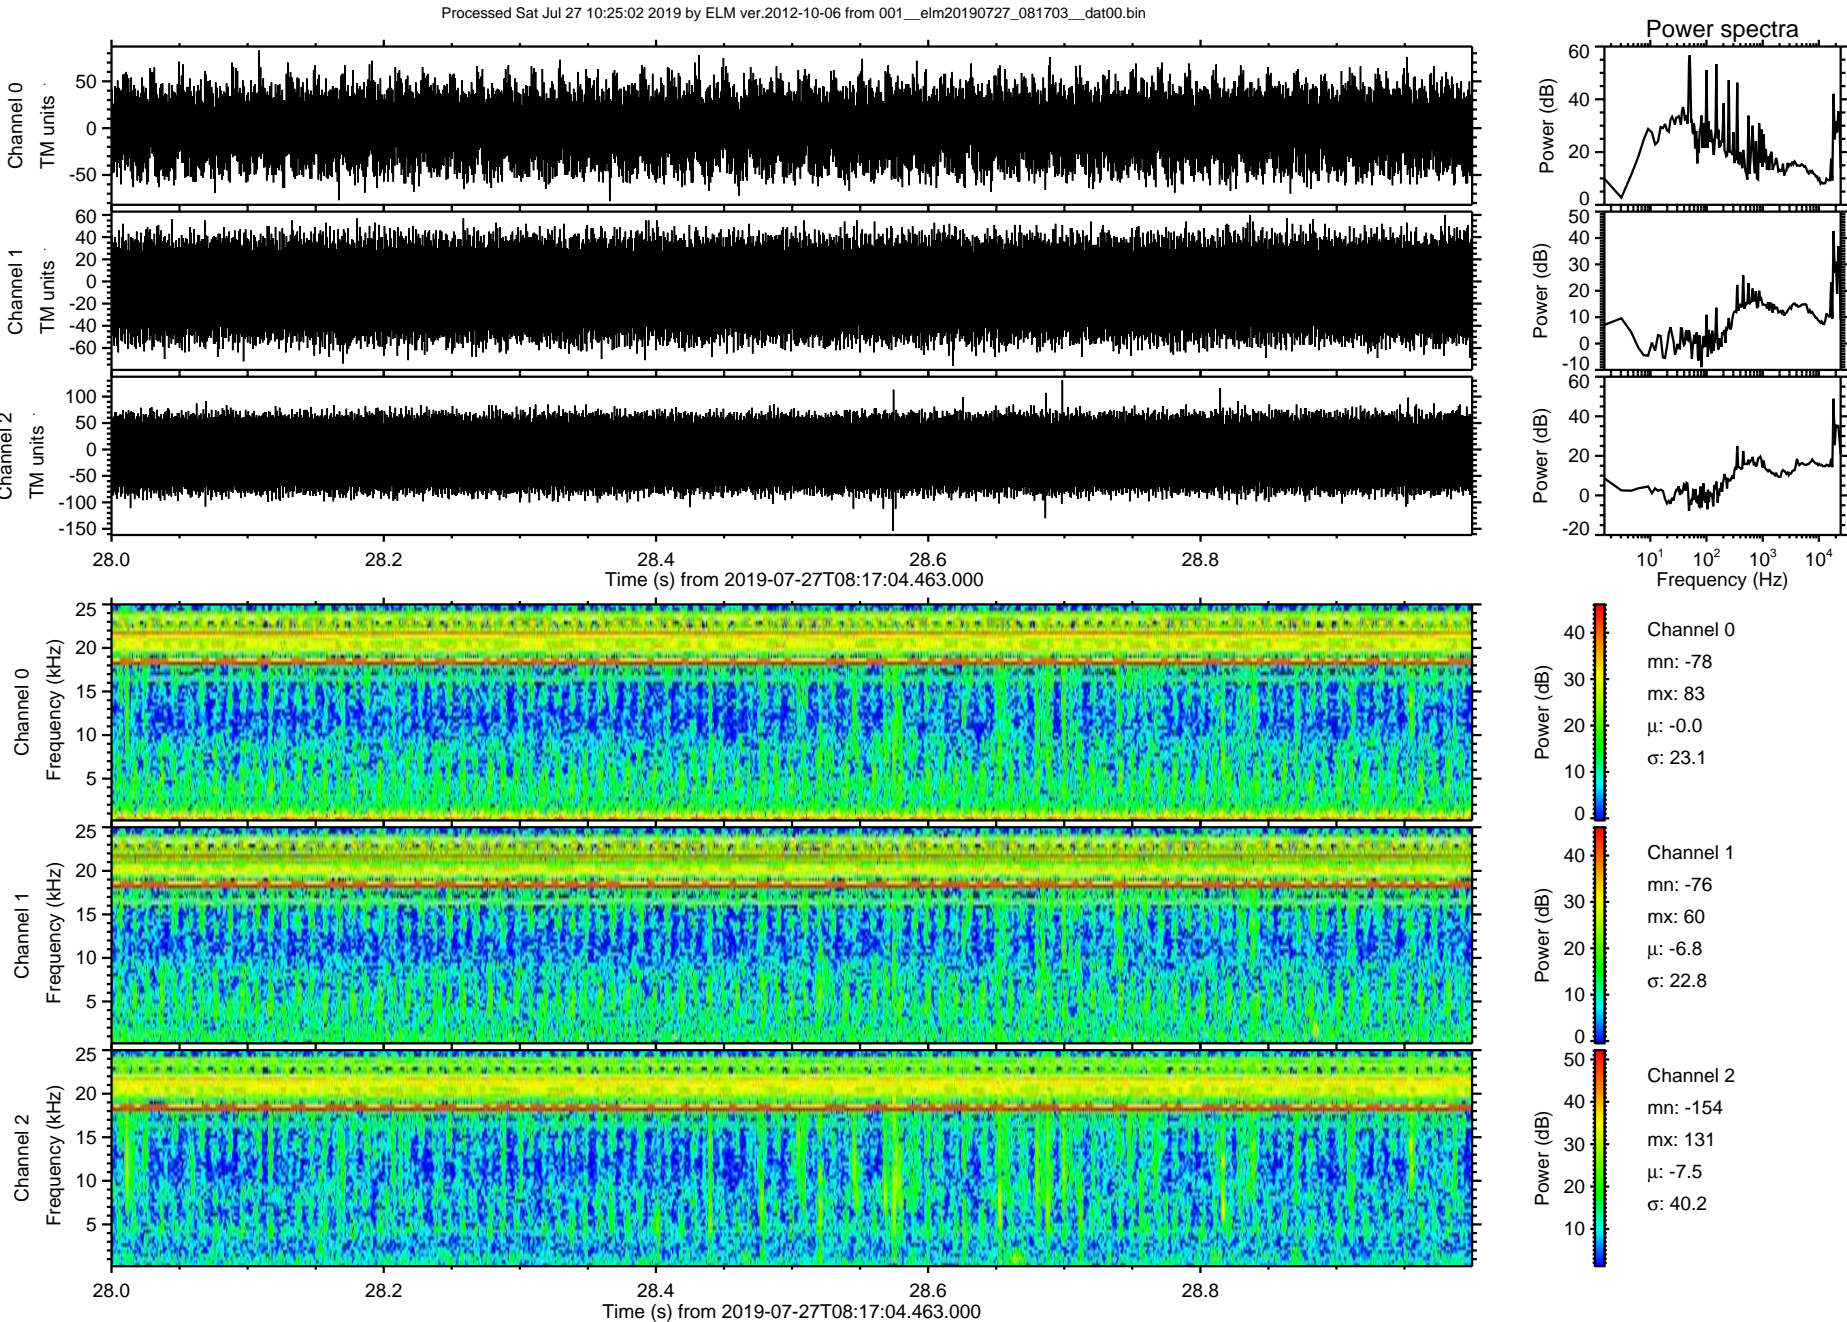 Processed Sat Jul 27 10:25:02 2019 by ELM ver.2012-10-06 from 001__elm20190727_081703__dat00.bin
Power spectra
Channel 0
TM units
50
0
-50
Power (dB)
60
40
20
0
Channel 1
TM units
60
40
20
0
-20
-40
-60
Power (dB)
50
40
30
20
10
0
-10
Channel 2
TM units
100
50
0
-50
-100
-150
Power (dB)
60
40
20
0
-20
28.0 28.2 28.4 28.6 28.8
Time (s) from 2019-07-27T08:17:04.463.000
10^1 10^2 10^3 10^4
Frequency (Hz)
Channel 0
Frequency (kHz)
25
20
15
10
5
Power (dB)
40
30
20
10
0
Channel 0
mn: -78
mx: 83
μ: -0.0
σ: 23.1
Channel 1
Frequency (kHz)
25
20
15
10
5
Power (dB)
40
30
20
10
0
Channel 1
mn: -76
mx: 60
μ: -6.8
σ: 22.8
Channel 2
Frequency (kHz)
25
20
15
10
5
Power (dB)
50
40
30
20
10
Channel 2
mn: -154
mx: 131
μ: -7.5
σ: 40.2
28.0 28.2 28.4 28.6 28.8
Time (s) from 2019-07-27T08:17:04.463.000